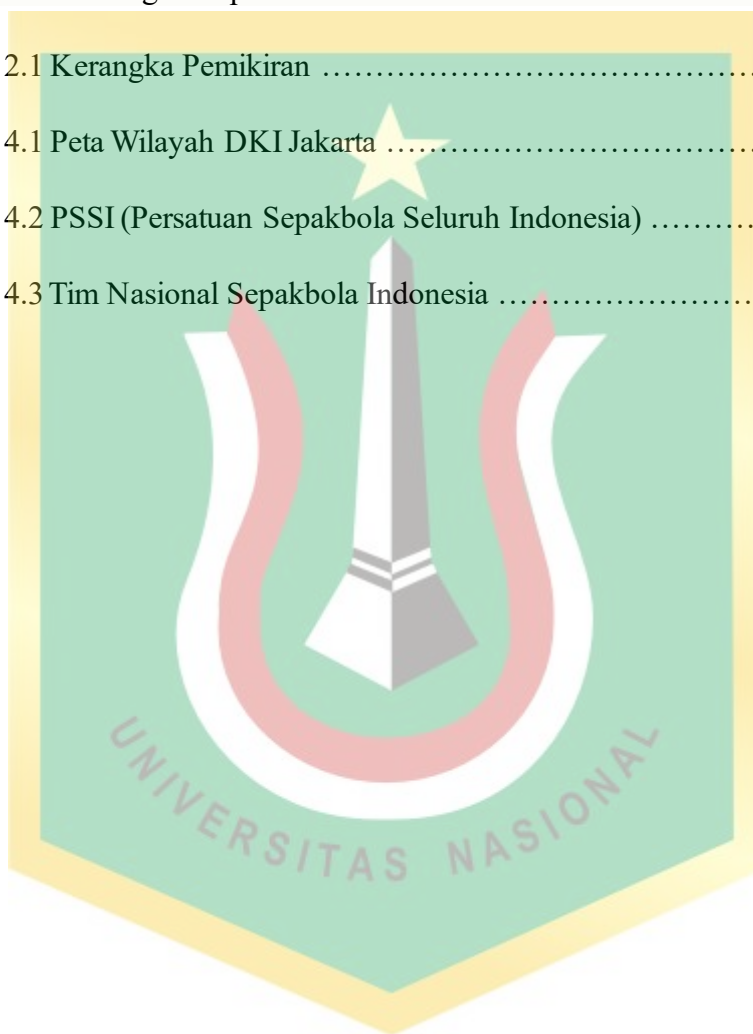 2.1 Kerangka Pemikiran ……………………………………
4.1 Peta Wilayah DKI Jakarta ………………………………
4.2 PSSI (Persatuan Sepakbola Seluruh Indonesia) ………
4.3 Tim Nasional Sepakbola Indonesia ……………………
UNIVERSITAS NASIONAL